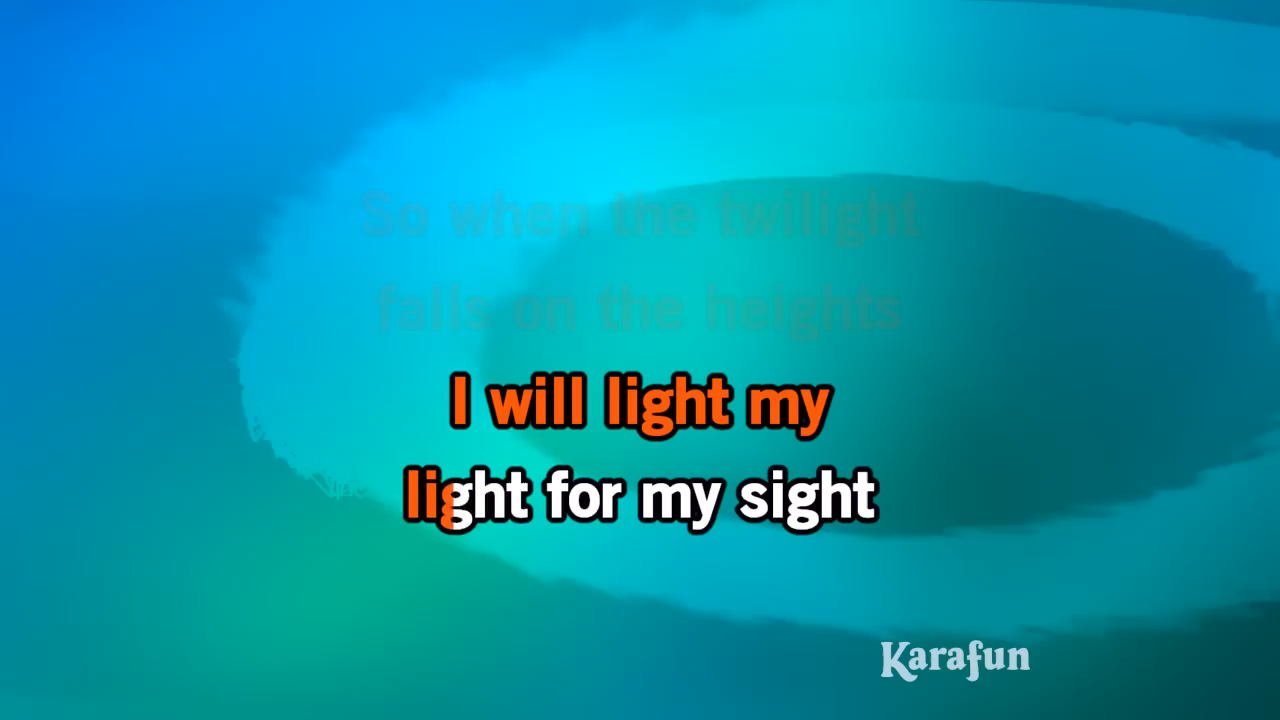 So when the twilight
falls on the heights
I will light my
light for my sight
Karafun